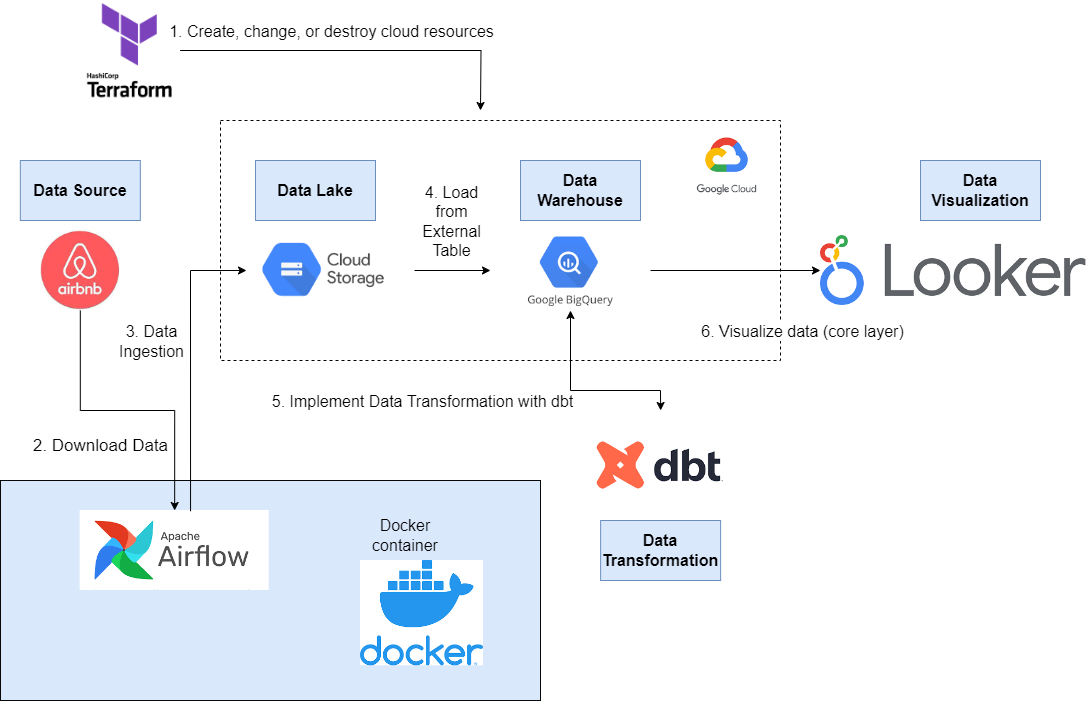 1. Create, change, or destroy cloud resources
HashiCorp
Terraform
Google Cloud
Data Source
Data Lake
4. Load
from
External
Table
Data
Warehouse
Data
Visualization
airbnb
Cloud
Storage
Google BigQuery
Looker
3. Data
Ingestion
6. Visualize data (core layer)
5. Implement Data Transformation with dbt
2. Download Data
dbt
Apache
Airflow
Docker
container
docker
Data
Transformation